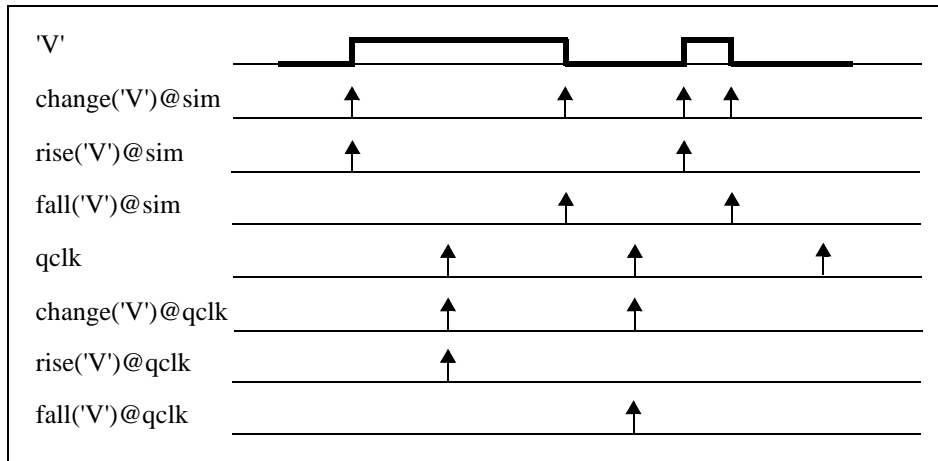 'V'
change('V')@sim
rise('V')@sim
fall('V')@sim
qclk
change('V')@qclk
rise('V')@qclk
fall('V')@qclk